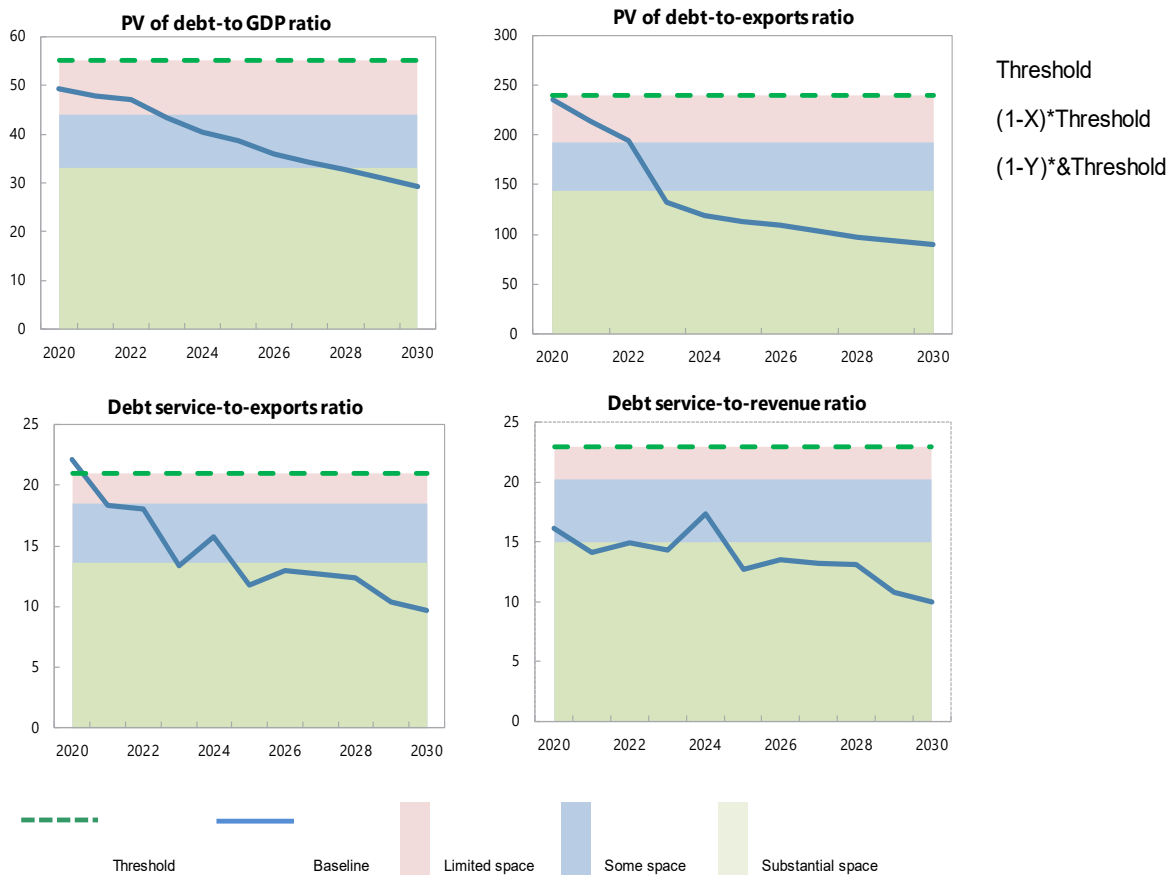 PV of debt-to GDP ratio
60
50
40
30
20
10
0
2020 2022 2024 2026 2028 2030
PV of debt-to-exports ratio
300
250
200
150
100
50
0
2020 2022 2024 2026 2028 2030
Threshold
(1-X)*Threshold
(1-Y)*&Threshold
Debt service-to-exports ratio
25
20
15
10
5
0
2020 2022 2024 2026 2028 2030
Debt service-to-revenue ratio
25
20
15
10
5
0
2020 2022 2024 2026 2028 2030
Threshold Baseline Limited space Some space Substantial space